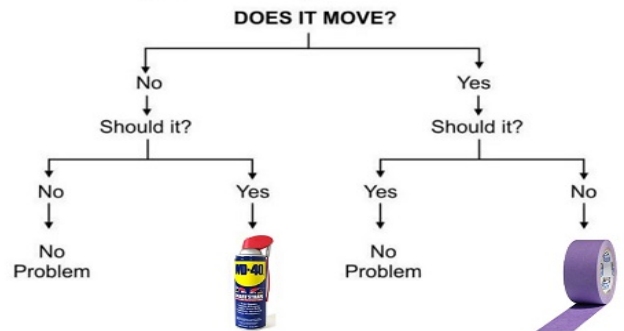 DOES IT MOVE?
No
Yes
Should it?
Should it?
No
Yes
Yes
No
No
Problem
No
Problem
WD-40